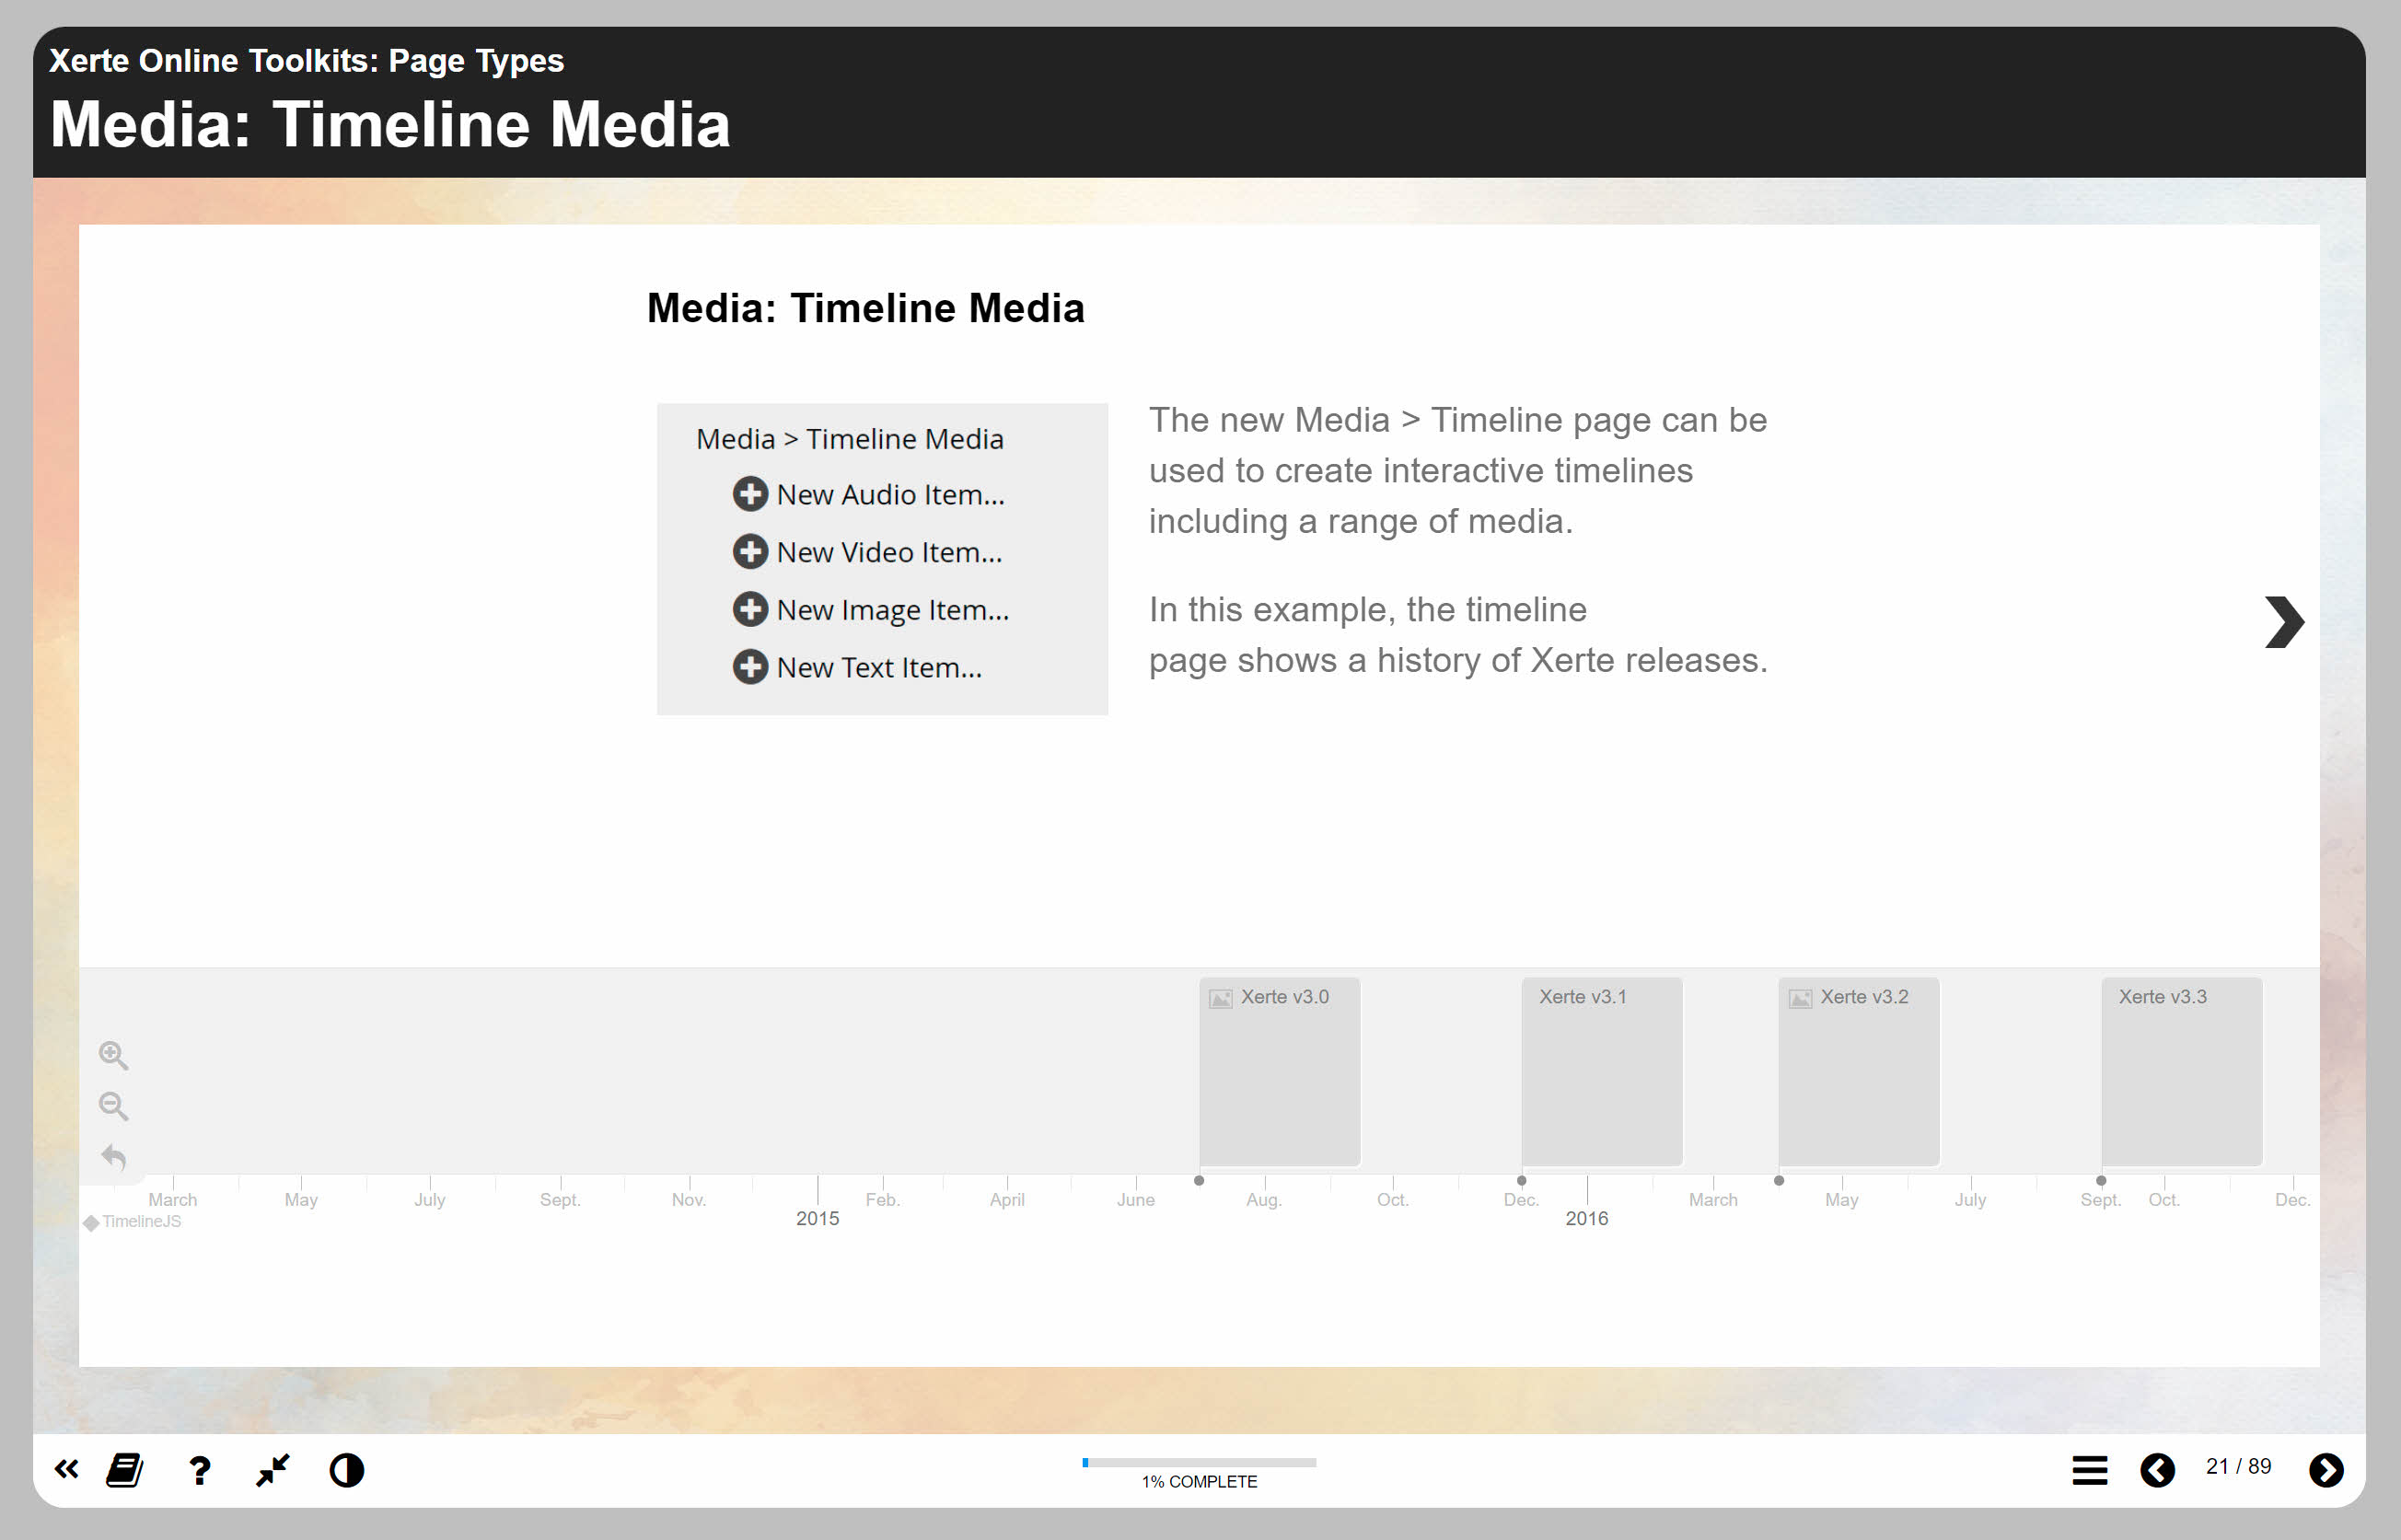 Xerte Online Toolkits: Page Types
Media: Timeline Media
Media: Timeline Media
Media > Timeline Media
New Audio Item...
New Video Item...
New Image Item...
New Text Item...
The new Media > Timeline page can be
used to create interactive timelines
including a range of media.
In this example, the timeline
page shows a history of Xerte releases.
Xerte v3.0
Xerte v3.1
Xerte v3.2
Xerte v3.3
March May July Sept. Nov. Feb. April June Aug. Oct. Dec. March May July Sept. Oct. Dec.
2015 2016
TimelineJS
1% COMPLETE
21 / 89